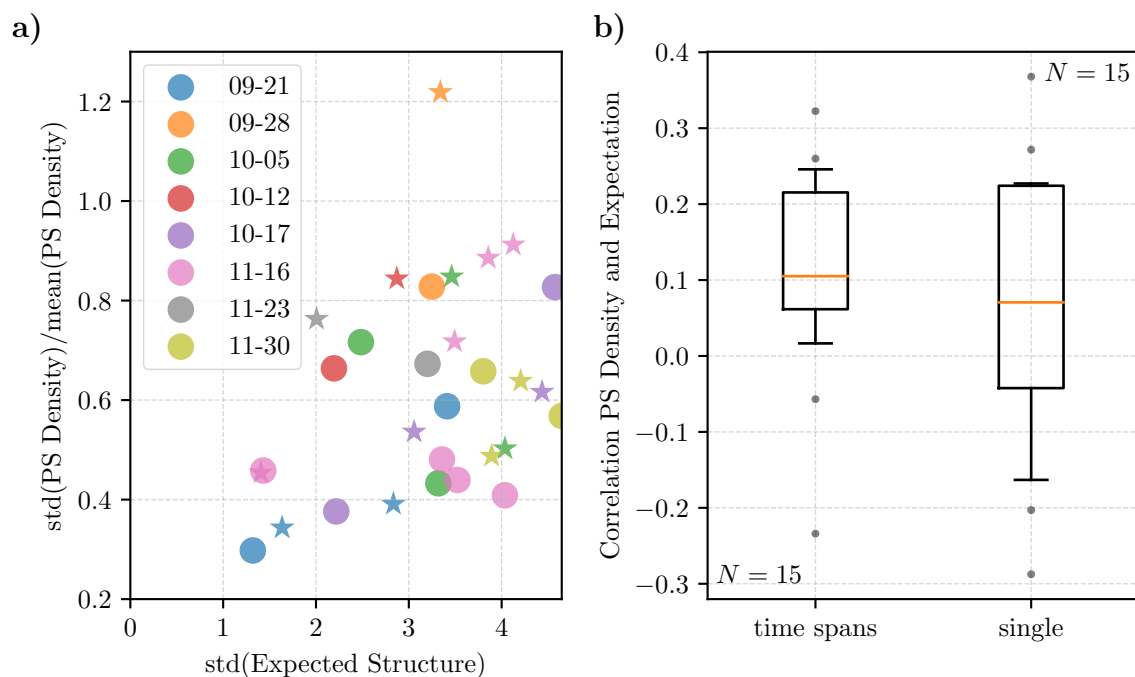 a)
std(PS Density)/mean(PS Density)
1.2
1.0
0.8
0.6
0.4
0.2
09-21
09-28
10-05
10-12
10-17
11-16
11-23
11-30
0 1 2 3 4
std(Expected Structure)
b)
Correlation PS Density and Expectation
0.4
0.3
0.2
0.1
0.0
−0.1
−0.2
−0.3
N = 15
N = 15
time spans single